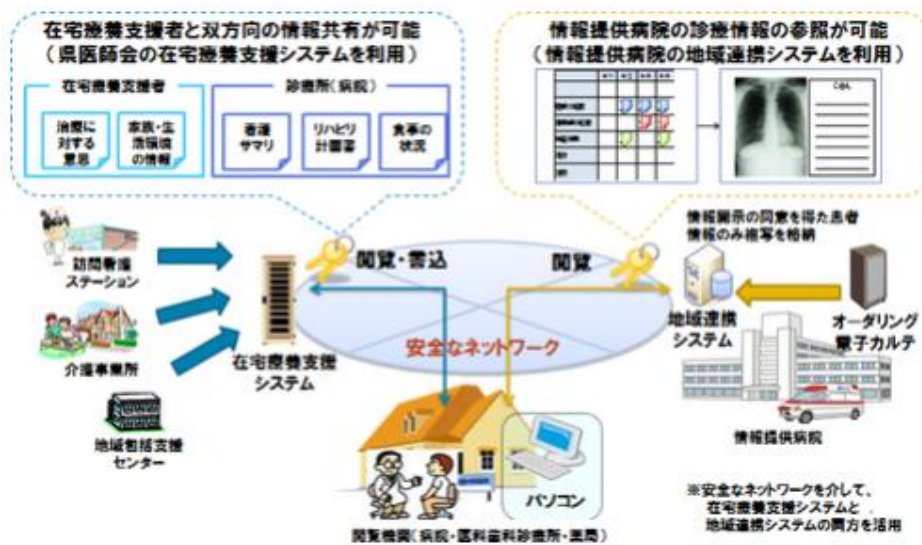 在宅療養支援者と双方向の情報共有が可能
(県医師会の在宅療養支援システムを利用)
在宅療養支援者
診療所(病院)
治療に
対する
意思
家族・生
活環境
の情報
看護
サマリ
リハビリ
計画書
食事の
状況
情報提供病院の診療情報の参照が可能
(情報提供病院の地域連携システムを利用)
訪問看護
ステーション
介護事業所
地域包括支援
センター
在宅療養支援
システム
閲覧・書込
閲覧
安全なネットワーク
情報開示の同意を得た患者
情報のみ複写を格納
地域連携
システム
オーダリング
電子カルテ
情報提供病院
パソコン
閲覧機関(病院・医科歯科診療所・薬局)
※安全なネットワークを介して、
在宅療養支援システムと
地域連携システムの両方を活用